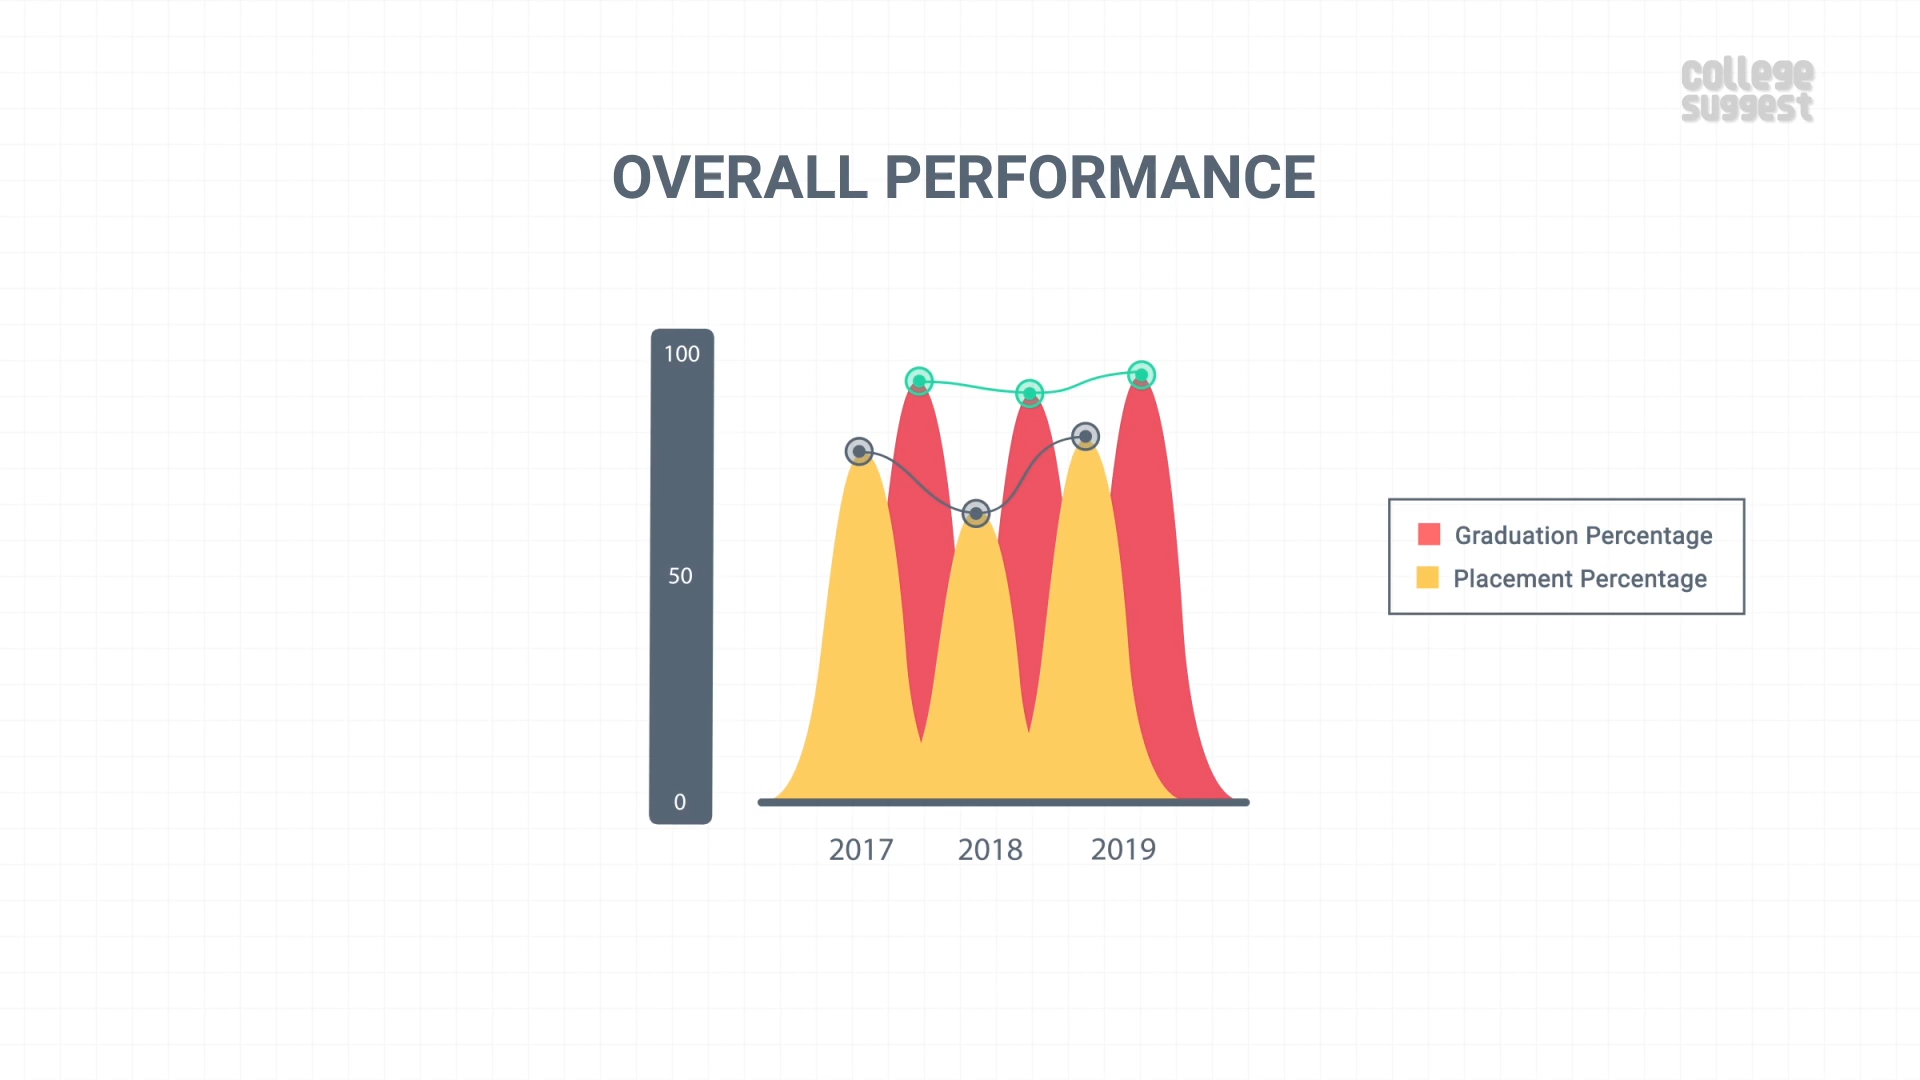 college
suggest
OVERALL PERFORMANCE
100
50
0
2017 2018 2019
Graduation Percentage
Placement Percentage